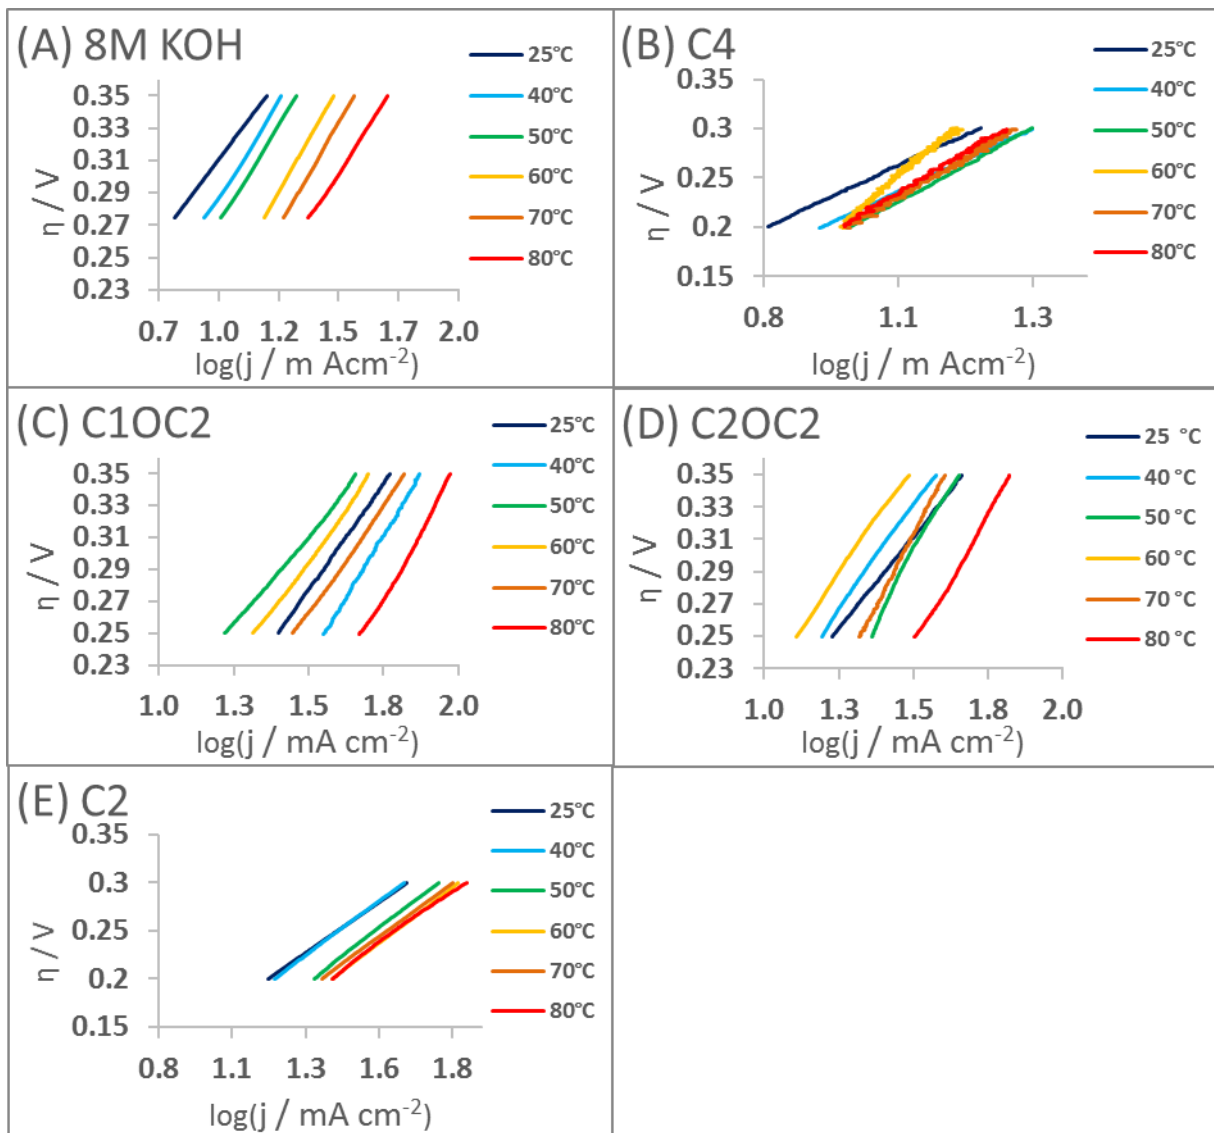 (A) 8M KOH
η / V
0.35
0.33
0.31
0.29
0.27
0.25
0.23
0.7 1.0 1.2 1.5 1.7 2.0
log(j / m Acm-2)
25°C
40°C
50°C
60°C
70°C
80°C
(B) C4
η / V
0.35
0.3
0.25
0.2
0.15
0.8 1.1 1.3
log(j / m Acm-2)
25°C
40°C
50°C
60°C
70°C
80°C
(C) C1OC2
η / V
0.35
0.33
0.31
0.29
0.27
0.25
0.23
1.0 1.3 1.5 1.8 2.0
log(j / mA cm-2)
25°C
40°C
50°C
60°C
70°C
80°C
(D) C2OC2
η / V
0.35
0.33
0.31
0.29
0.27
0.25
0.23
1.0 1.3 1.5 1.8 2.0
log(j / mA cm-2)
25 °C
40 °C
50 °C
60 °C
70 °C
80 °C
(E) C2
η / V
0.35
0.3
0.25
0.2
0.15
0.8 1.1 1.3 1.6 1.8
log(j / mA cm-2)
25°C
40°C
50°C
60°C
70°C
80°C